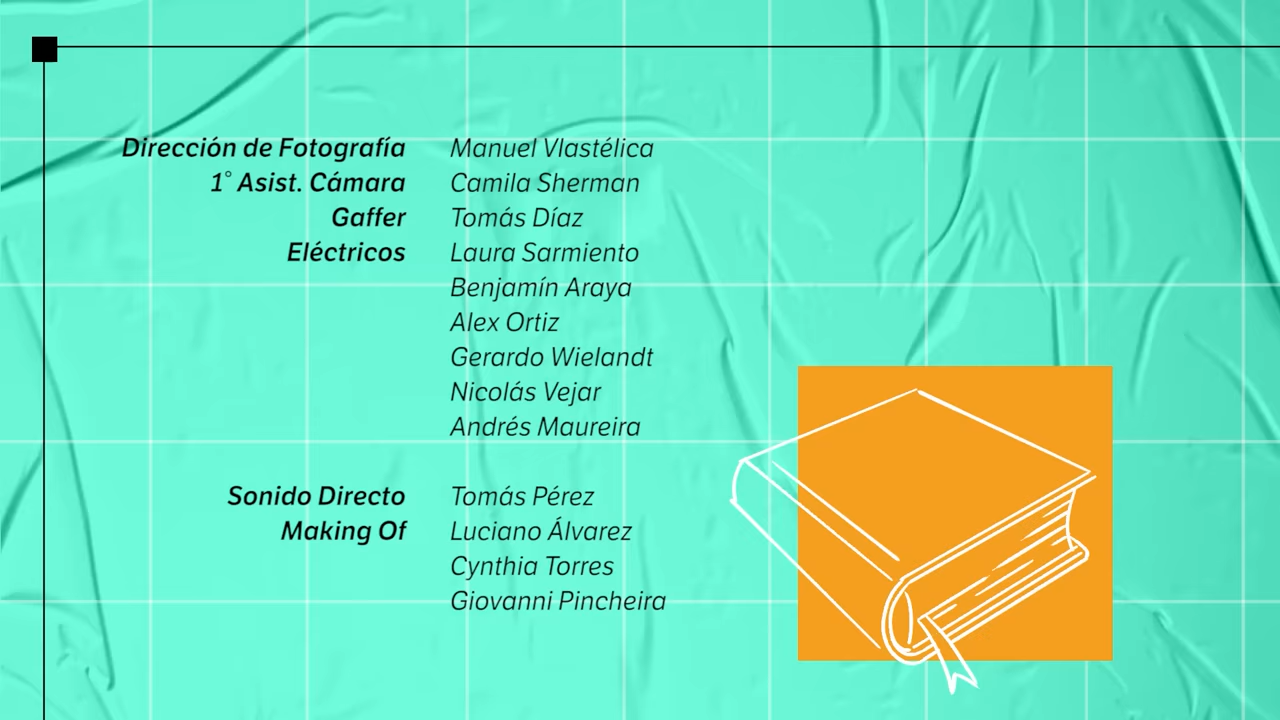 Dirección de Fotografía Manuel Vlastélica
1° Asist. Cámara Camila Sherman
Gaffer Tomás Díaz
Eléctricos Laura Sarmiento
Benjamín Araya
Alex Ortiz
Gerardo Wielandt
Nicolás Vejar
Andrés Maureira
Sonido Directo Tomás Pérez
Making Of Luciano Álvarez
Cynthia Torres
Giovanni Pincheira